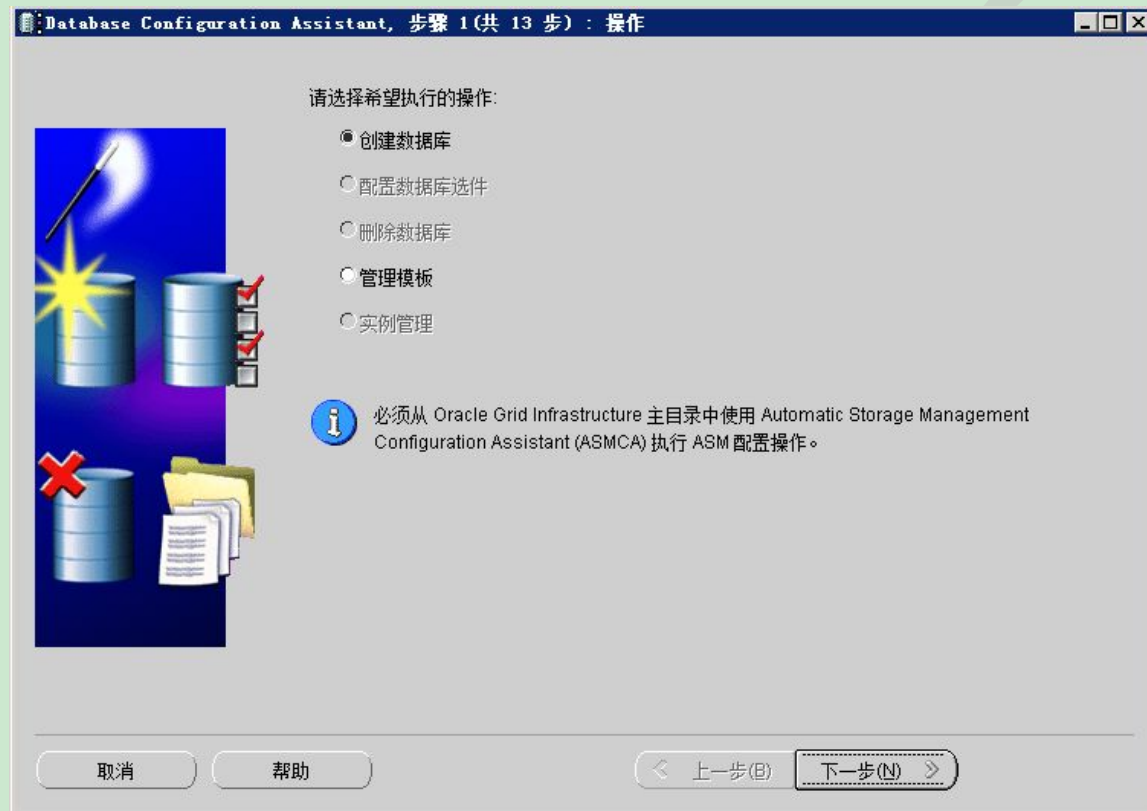 Database Configuration Assistant, 步骤 1(共 13 步) : 操作
请选择希望执行的操作:
创建数据库
配置数据库选件
删除数据库
管理模板
实例管理
必须从 Oracle Grid Infrastructure 主目录中使用 Automatic Storage Management
Configuration Assistant (ASMCA) 执行 ASM 配置操作。
取消
帮助
上一步(B)
下一步(N)